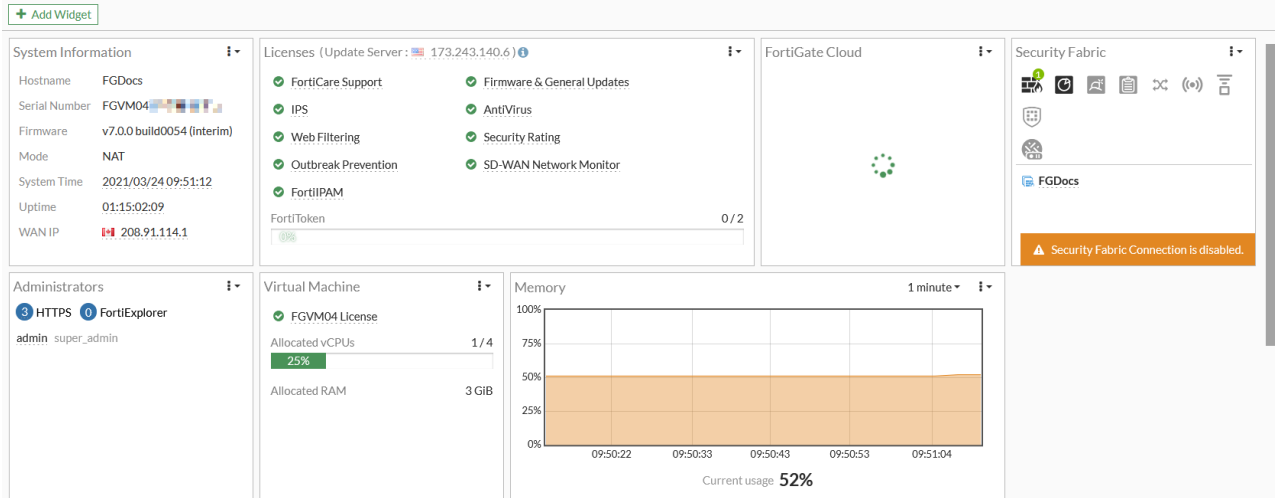 + Add Widget
System Information
Hostname FGDocs
Serial Number FGVM04
Firmware v7.0.0 build0054 (interim)
Mode NAT
System Time 2021/03/24 09:51:12
Uptime 01:15:02:09
WAN IP 208.91.114.1
Licenses (Update Server: 173.243.140.6)
FortiCare Support Firmware & General Updates
IPS AntiVirus
Web Filtering Security Rating
Outbreak Prevention SD-WAN Network Monitor
FortiIPAM
FortiToken 0 / 2
0%
FortiGate Cloud
Security Fabric
1
FGDocs
Security Fabric Connection is disabled.
Administrators
3 HTTPS 0 FortiExplorer
admin super_admin
Virtual Machine
FGVM04 License
Allocated vCPUs 1 / 4
25%
Allocated RAM 3 GiB
Memory 1 minute
100%
75%
50%
25%
0%
09:50:22 09:50:33 09:50:43 09:50:53 09:51:04
Current usage 52%